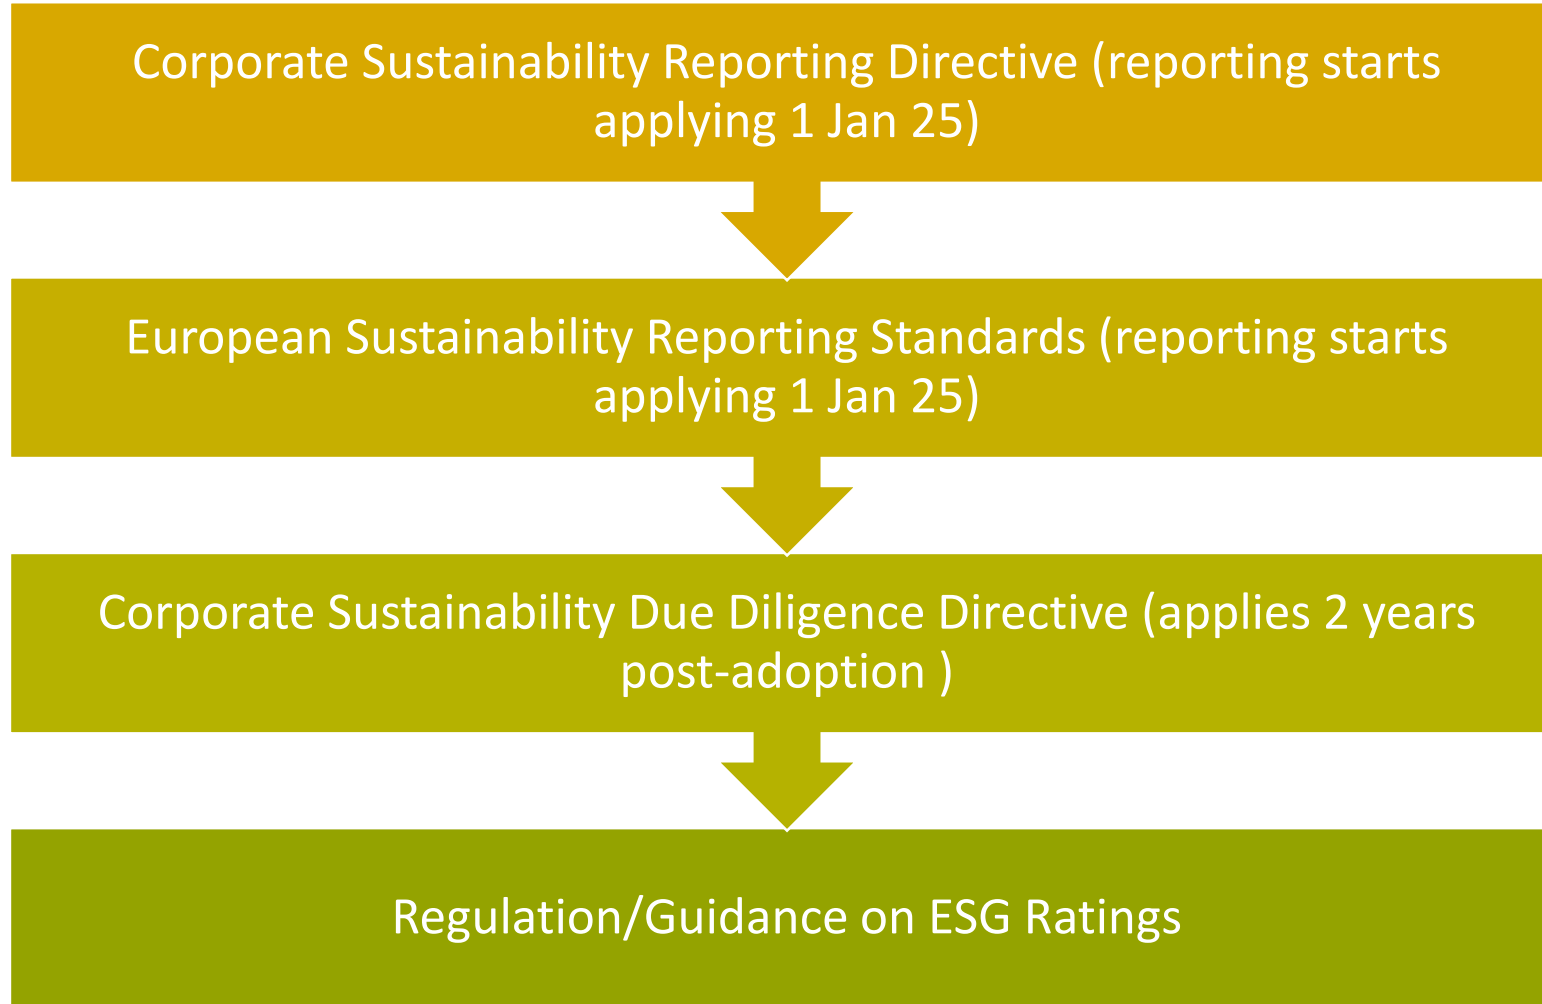 Corporate Sustainability Reporting Directive (reporting starts
applying 1 Jan 25)
European Sustainability Reporting Standards (reporting starts
applying 1 Jan 25)
Corporate Sustainability Due Diligence Directive (applies 2 years
post-adoption )
Regulation/Guidance on ESG Ratings